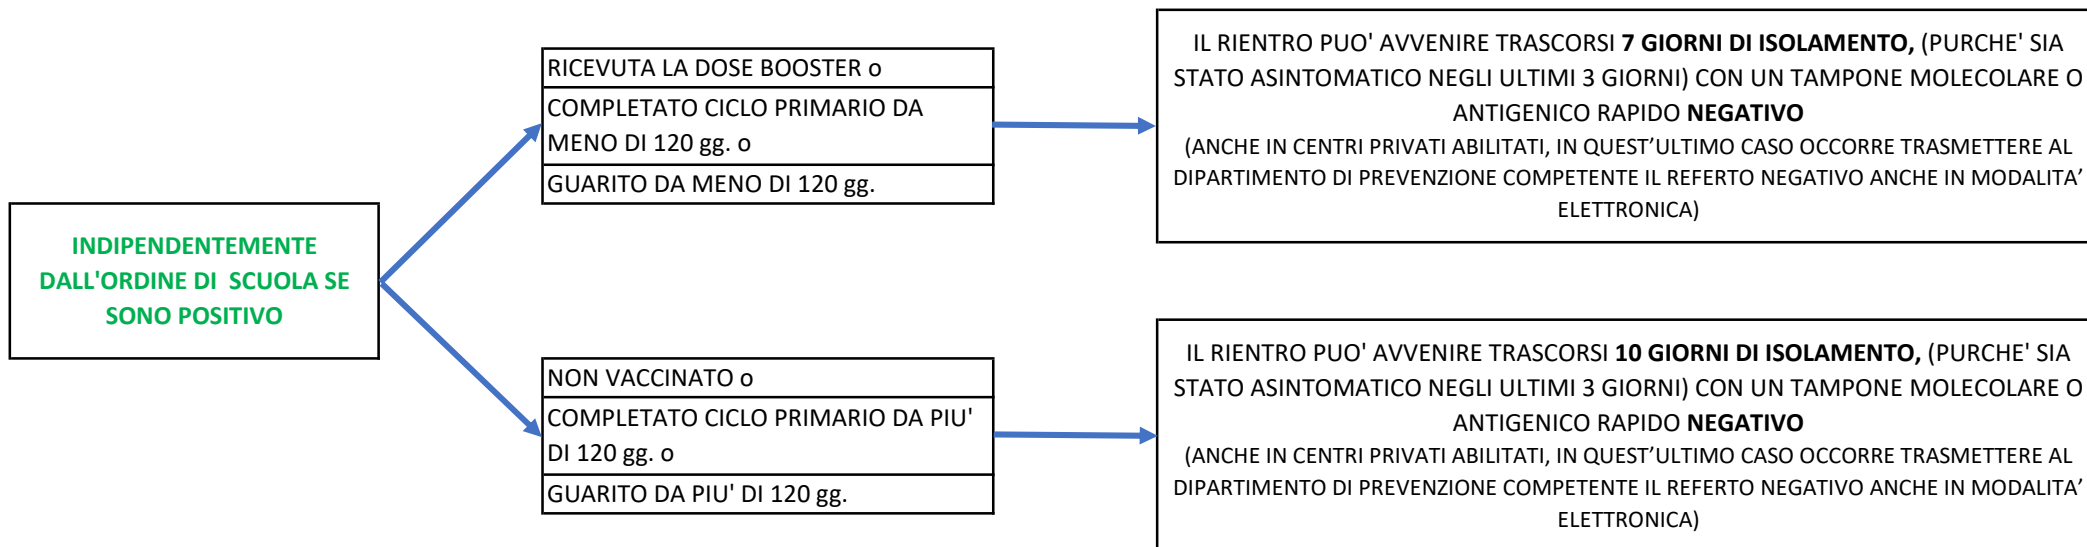 INDIPENDENTEMENTE
DALL'ORDINE DI SCUOLA SE
SONO POSITIVO
RICEVUTA LA DOSE BOOSTER o
COMPLETATO CICLO PRIMARIO DA
MENO DI 120 gg. o
GUARITO DA MENO DI 120 gg.
IL RIENTRO PUO' AVVENIRE TRASCORSI 7 GIORNI DI ISOLAMENTO, (PURCHE' SIA
STATO ASINTOMATICO NEGLI ULTIMI 3 GIORNI) CON UN TAMPONE MOLECOLARE O
ANTIGENICO RAPIDO NEGATIVO
(ANCHE IN CENTRI PRIVATI ABILITATI, IN QUEST’ULTIMO CASO OCCORRE TRASMETTERE AL
DIPARTIMENTO DI PREVENZIONE COMPETENTE IL REFERTO NEGATIVO ANCHE IN MODALITA’
ELETTRONICA)
NON VACCINATO o
COMPLETATO CICLO PRIMARIO DA PIU'
DI 120 gg. o
GUARITO DA PIU' DI 120 gg.
IL RIENTRO PUO' AVVENIRE TRASCORSI 10 GIORNI DI ISOLAMENTO, (PURCHE' SIA
STATO ASINTOMATICO NEGLI ULTIMI 3 GIORNI) CON UN TAMPONE MOLECOLARE O
ANTIGENICO RAPIDO NEGATIVO
(ANCHE IN CENTRI PRIVATI ABILITATI, IN QUEST’ULTIMO CASO OCCORRE TRASMETTERE AL
DIPARTIMENTO DI PREVENZIONE COMPETENTE IL REFERTO NEGATIVO ANCHE IN MODALITA’
ELETTRONICA)